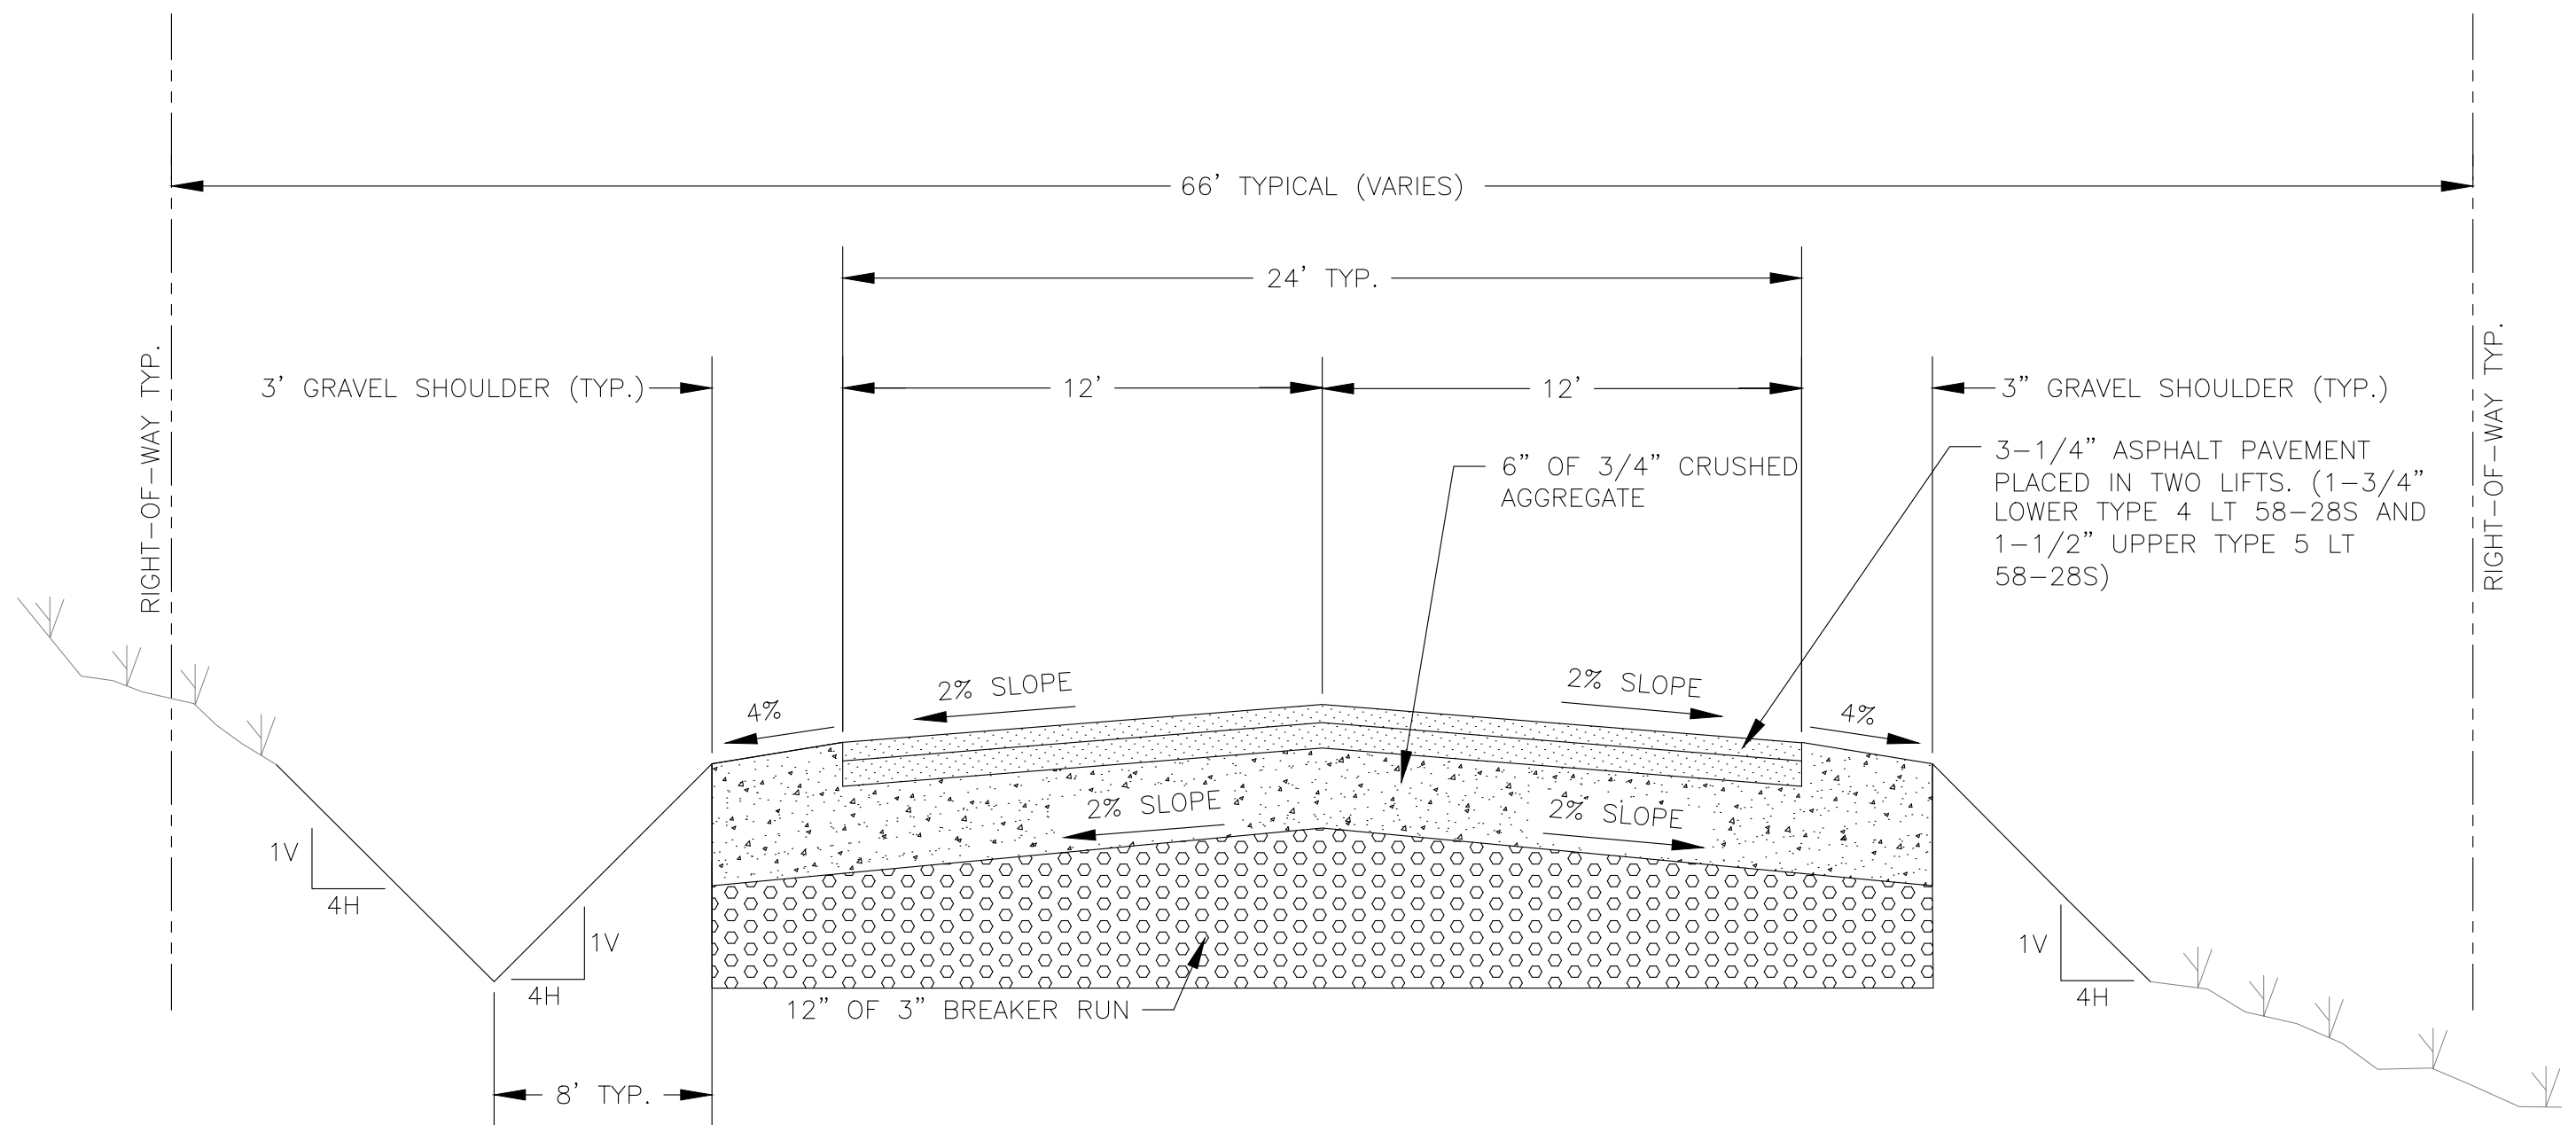 66' TYPICAL (VARIES)
24' TYP.
RIGHT-OF-WAY TYP.
3' GRAVEL SHOULDER (TYP.)
12'
12'
3" GRAVEL SHOULDER (TYP.)
RIGHT-OF-WAY TYP.
6" OF 3/4" CRUSHED
AGGREGATE
3-1/4" ASPHALT PAVEMENT
PLACED IN TWO LIFTS. (1-3/4"
LOWER TYPE 4 LT 58-28S AND
1-1/2" UPPER TYPE 5 LT
58-28S)
4%
2% SLOPE
2% SLOPE
4%
2% SLOPE
2% SLOPE
1V
4H
1V
4H
1V
4H
12" OF 3" BREAKER RUN
8' TYP.